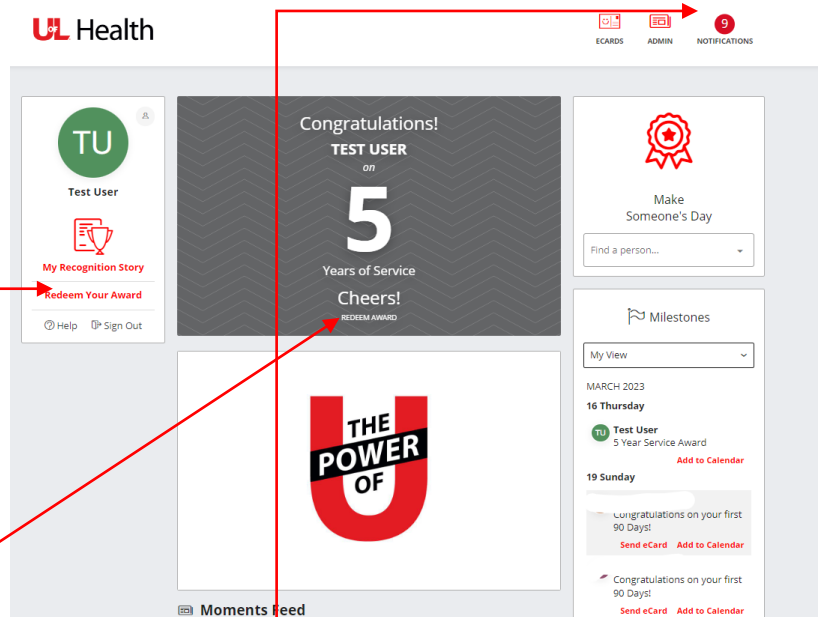 UofL Health
ECARDS
ADMIN
9
NOTIFICATIONS
TU
Test User
My Recognition Story
Redeem Your Award
Help
Sign Out
Congratulations!
TEST USER
on
5
Years of Service
Cheers!
REDEEM AWARD
THE
POWER
OF
U
Moments Feed
Make
Someone's Day
Find a person...
Milestones
My View
MARCH 2023
16 Thursday
TU
Test User
5 Year Service Award
Add to Calendar
19 Sunday
Congratulations on your first
90 Days!
Send eCard Add to Calendar
Congratulations on your first
90 Days!
Send eCard Add to Calendar